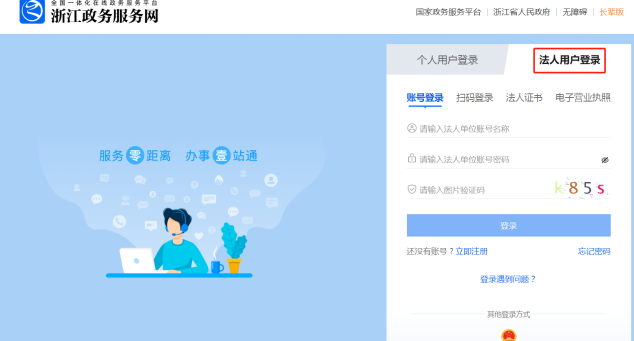 全国一体化在线政务服务平台
浙江政务服务网
国家政务服务平台 | 浙江省人民政府 | 无障碍 | 长辈版
个人用户登录 法人用户登录
账号登录 扫码登录 法人证书 电子营业执照
请输入法人单位账号名称
请输入法人单位账号密码
请输入图片验证码 k85s
登录
还没有账号？立即注册 忘记密码
登录遇到问题？
其他登录方式
服务零距离 办事壹站通